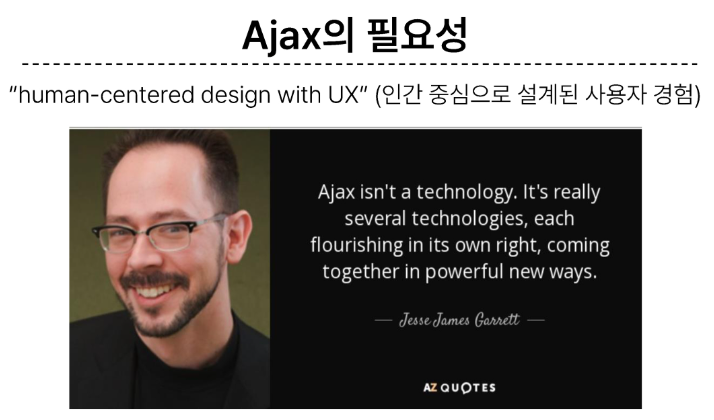 Ajax의 필요성
“human-centered design with UX” (인간 중심으로 설계된 사용자 경험)
Ajax isn't a technology. It's really
several technologies, each
flourishing in its own right, coming
together in powerful new ways.
— Jesse James Garrett —
AZ QUOTES